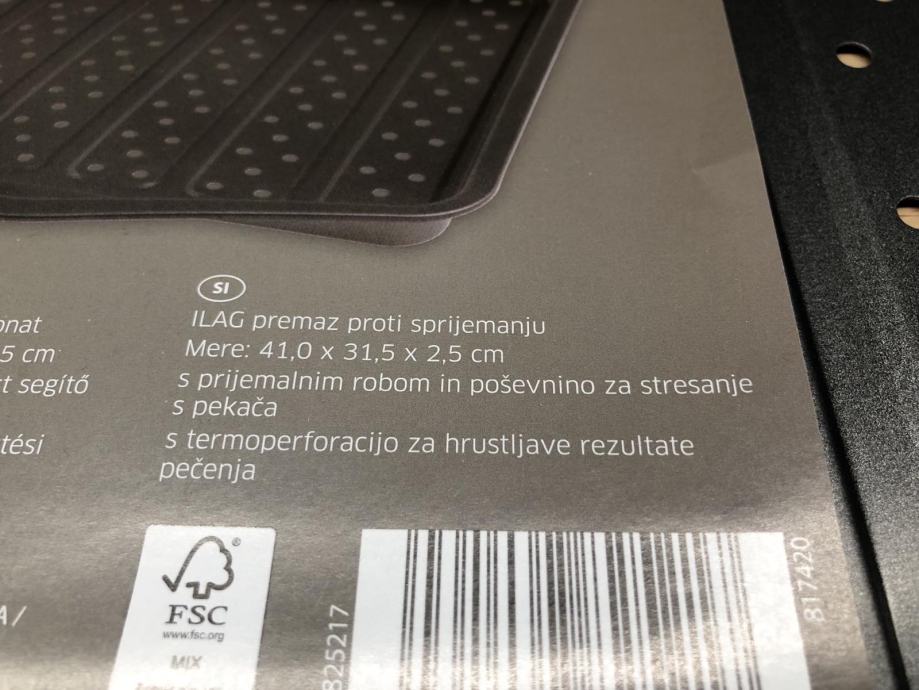 onat
5 cm
t segítő
tési
A/
SI
ILAG premaz proti sprijemanju
Mere: 41,0 x 31,5 x 2,5 cm
s prijemalnim robom in poševnino za stresanje
s pekača
s termoperforacijo za hrustljave rezultate
pečenja
FSC
www.fsc.org
MIX
825217
817420